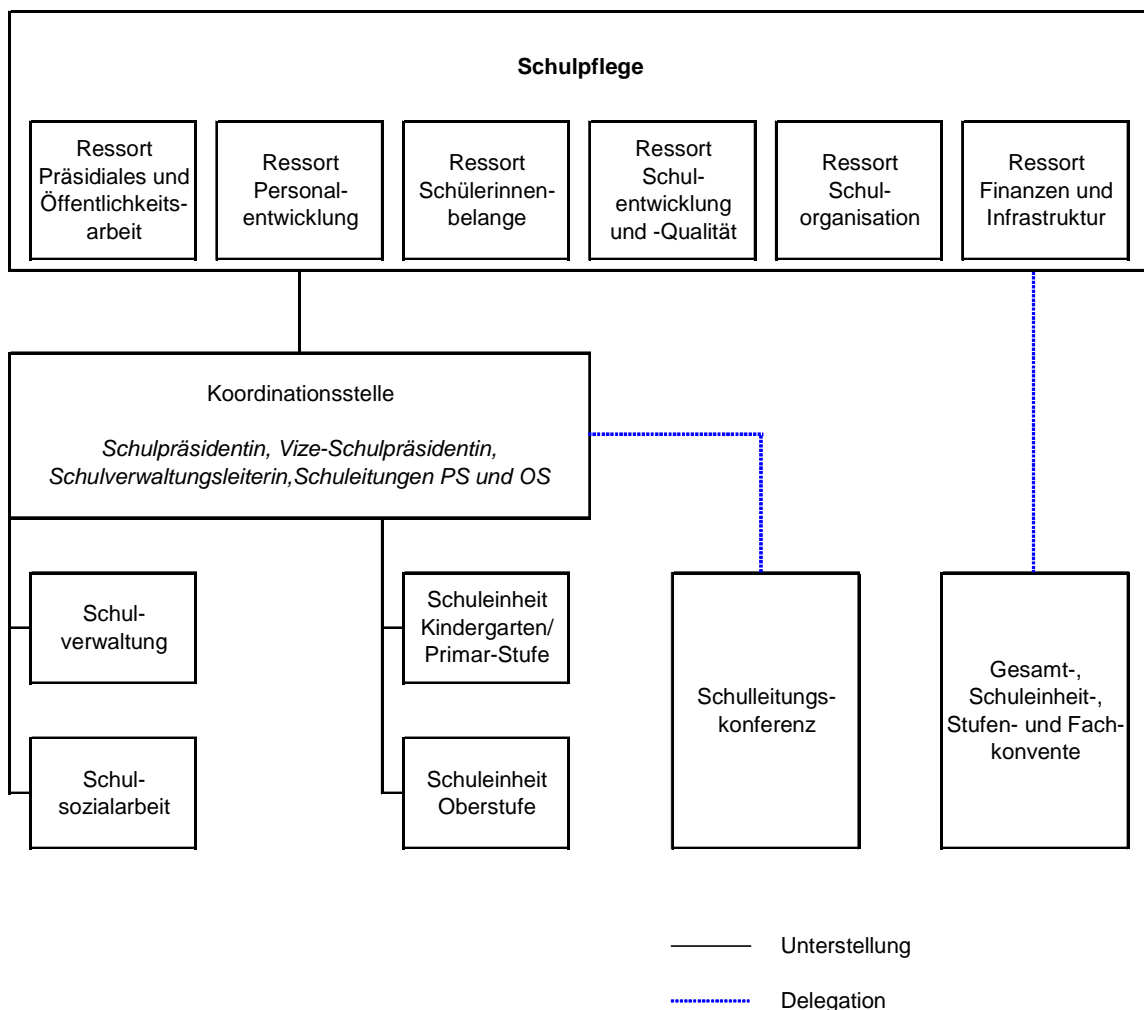 Schulpflege
Ressort
Präsidiales und
Öffentlichkeits-
arbeit
Ressort
Personal-
entwicklung
Ressort
Schülerinnen-
belange
Ressort
Schul-
entwicklung
und -Qualität
Ressort
Schul-
organisation
Ressort
Finanzen und
Infrastruktur
Koordinationsstelle
Schulpräsidentin, Vize-Schulpräsidentin,
Schulverwaltungsleiterin,Schuleitungen PS und OS
Schul-
verwaltung
Schuleinheit
Kindergarten/
Primar-Stufe
Schul-
sozialarbeit
Schuleinheit
Oberstufe
Schulleitungs-
konferenz
Gesamt-,
Schuleinheit-,
Stufen- und Fach-
konvente
Unterstellung
Delegation